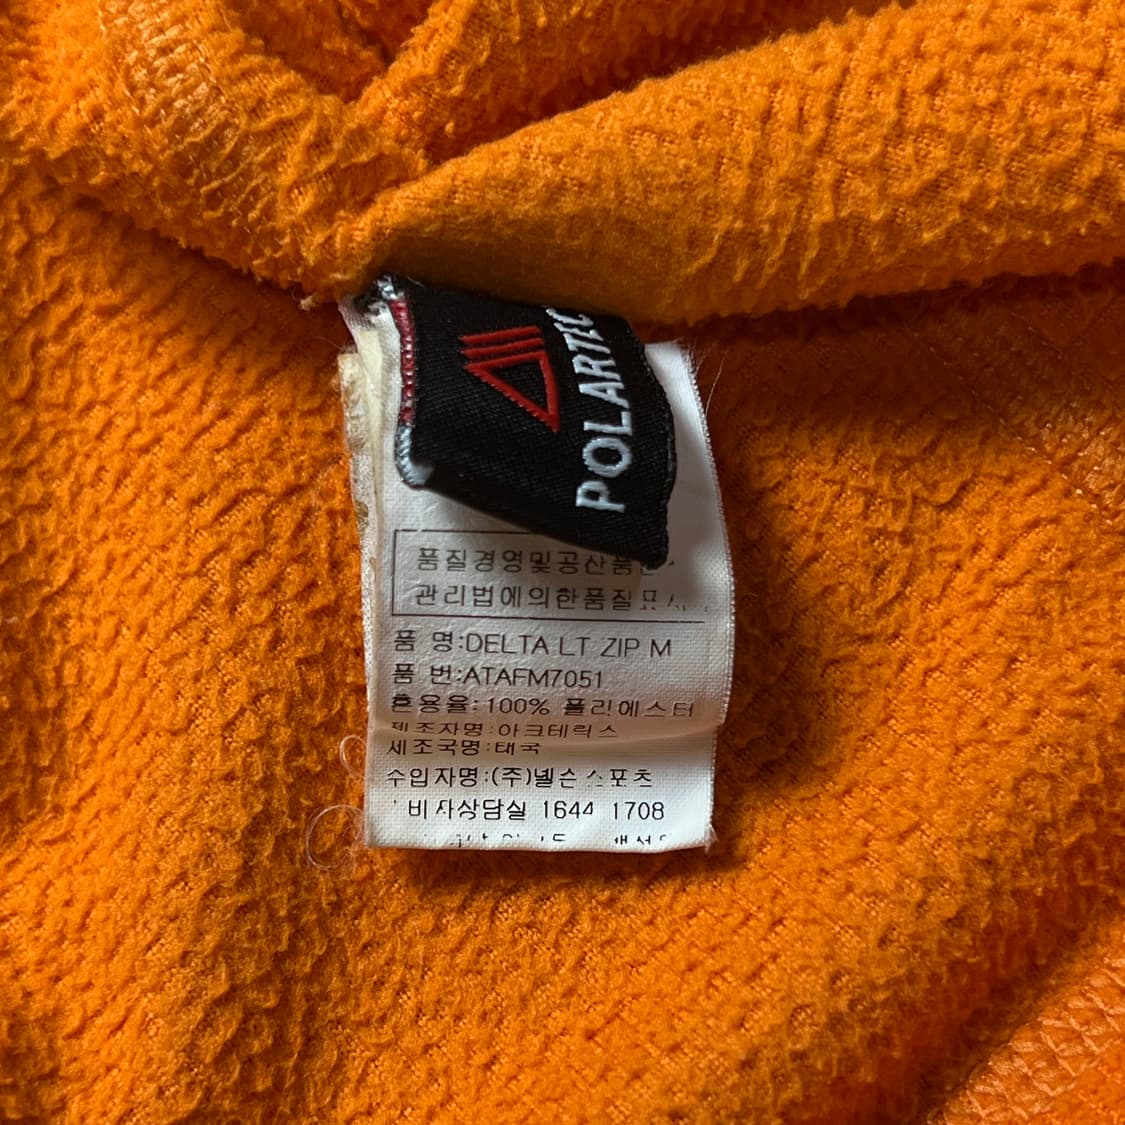 POLARTEC
품질경영및공산품안
관리법에의한품질표시
품 명:DELTA LT ZIP M
품 번:ATAFM7051
혼용율:100% 폴리에스터
제조자명:아크테릭스
제조국명:태국
수입자명:(주)넬슨스포츠
비자상담실 1644 1708